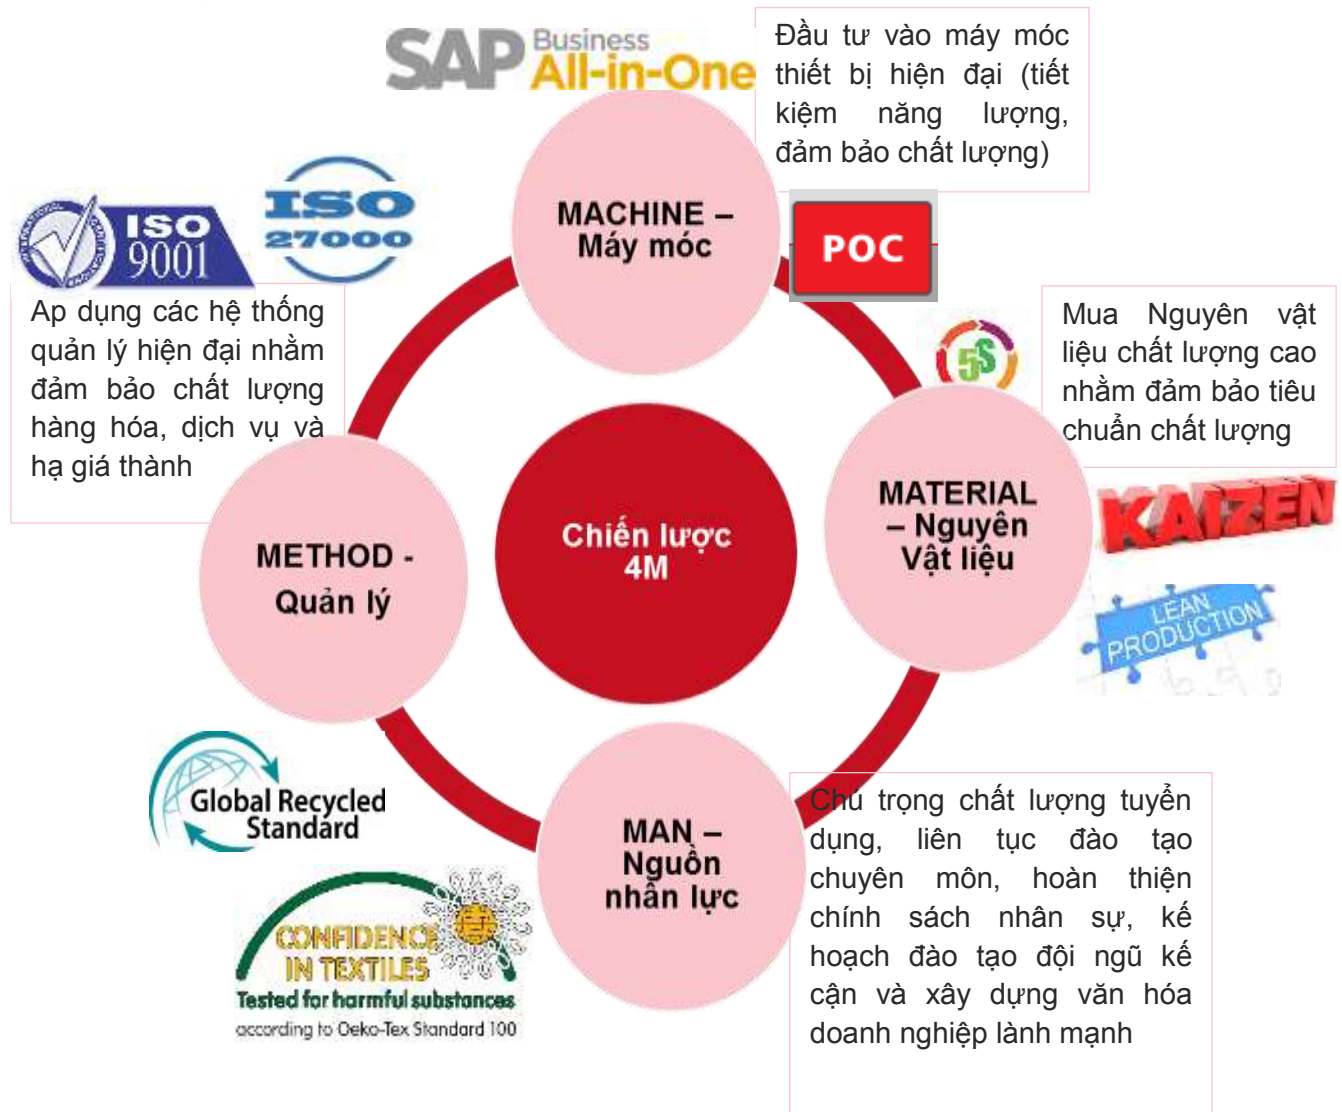 SAP Business
All-in-One
Đầu tư vào máy móc
thiết bị hiện đại (tiết
kiệm năng lượng,
đảm bảo chất lượng)
MACHINE –
Máy móc
POC
ISO
9001
ISO
27000
Ap dụng các hệ thống
quản lý hiện đại nhằm
đảm bảo chất lượng
hàng hóa, dịch vụ và
hạ giá thành
5S
Mua Nguyên vật
liệu chất lượng cao
nhằm đảm bảo tiêu
chuẩn chất lượng
MATERIAL
– Nguyên
Vật liệu
KAIZEN
LEAN
PRODUCTION
Chiến lược
4M
METHOD -
Quản lý
Global Recycled
Standard
CONFIDENCE
IN TEXTILES
Tested for harmful substances
according to Oeko-Tex Standard 100
MAN –
Nguồn
nhân lực
Chú trọng chất lượng tuyển
dụng, liên tục đào tạo
chuyên môn, hoàn thiện
chính sách nhân sự, kế
hoạch đào tạo đội ngũ kế
cận và xây dựng văn hóa
doanh nghiệp lành mạnh